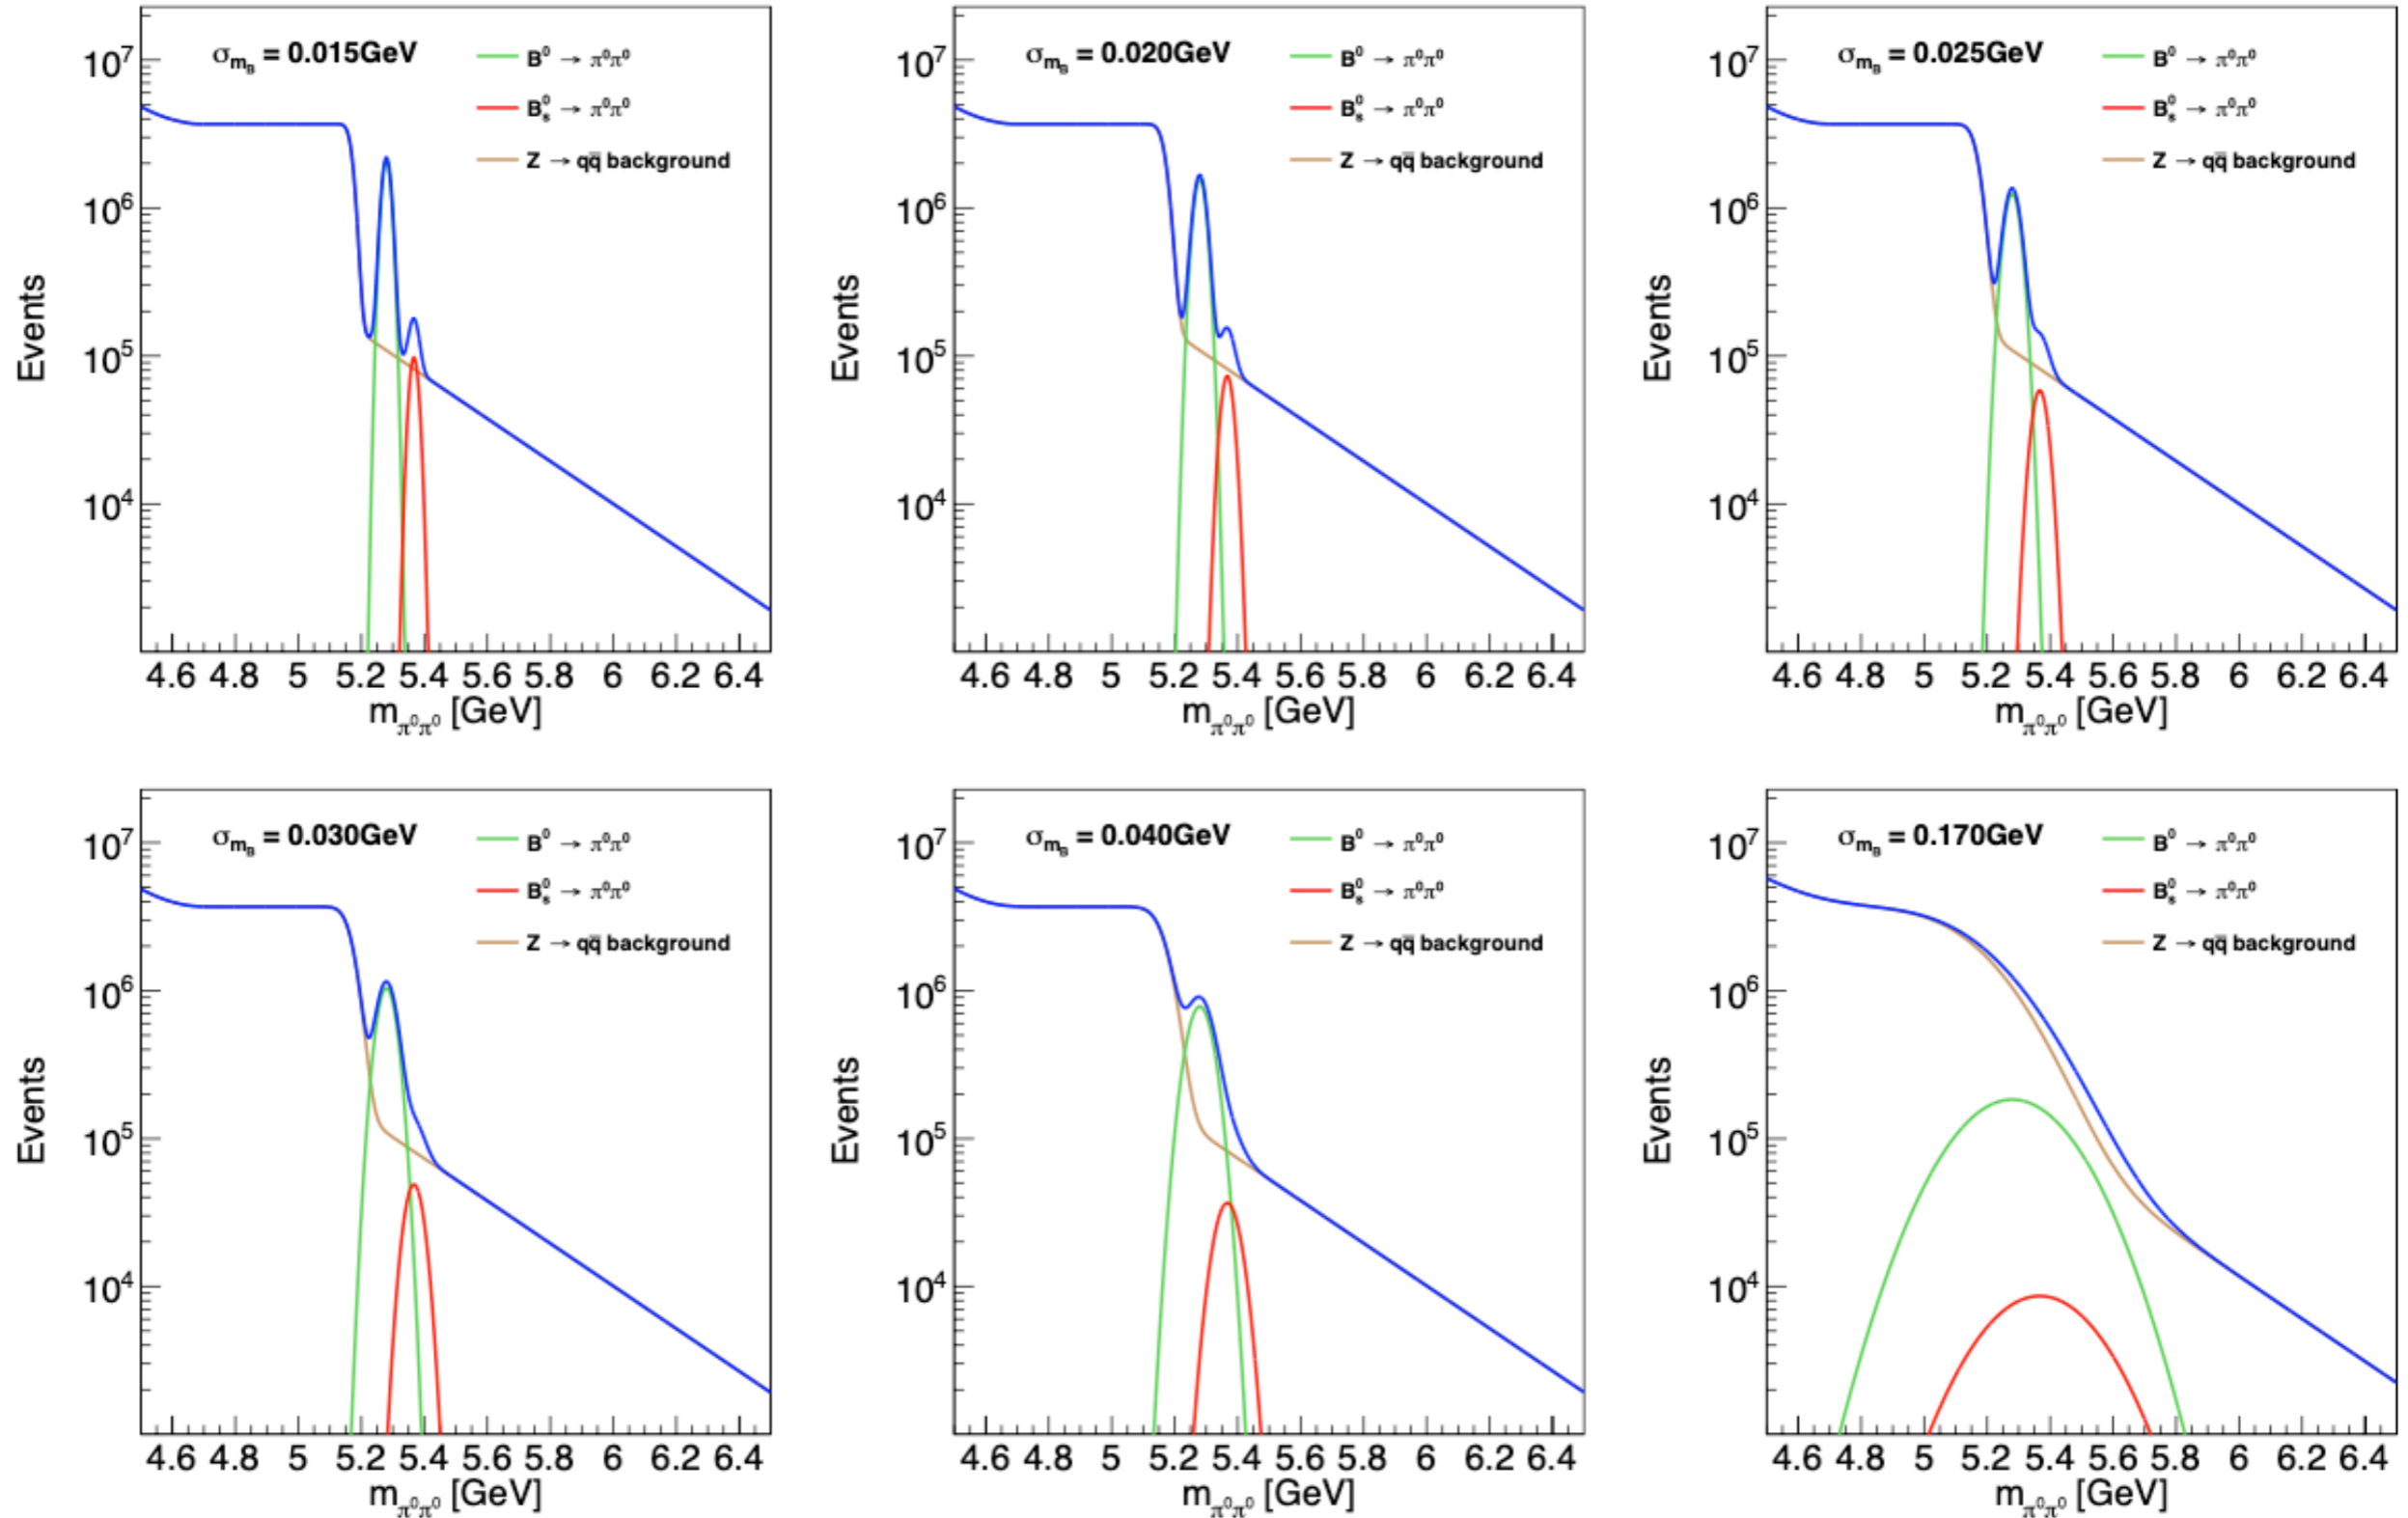 σ_{m_B} = 0.015GeV
B⁰ → π⁰π⁰
B⁰ₛ → π⁰π⁰
Z → qq̄ background
10⁷
10⁶
10⁵
10⁴
Events
4.6 4.8 5 5.2 5.4 5.6 5.8 6 6.2 6.4
m_{π⁰π⁰} [GeV]
σ_{m_B} = 0.020GeV
B⁰ → π⁰π⁰
B⁰ₛ → π⁰π⁰
Z → qq̄ background
10⁷
10⁶
10⁵
10⁴
Events
4.6 4.8 5 5.2 5.4 5.6 5.8 6 6.2 6.4
m_{π⁰π⁰} [GeV]
σ_{m_B} = 0.025GeV
B⁰ → π⁰π⁰
B⁰ₛ → π⁰π⁰
Z → qq̄ background
10⁷
10⁶
10⁵
10⁴
Events
4.6 4.8 5 5.2 5.4 5.6 5.8 6 6.2 6.4
m_{π⁰π⁰} [GeV]
σ_{m_B} = 0.030GeV
B⁰ → π⁰π⁰
B⁰ₛ → π⁰π⁰
Z → qq̄ background
10⁷
10⁶
10⁵
10⁴
Events
4.6 4.8 5 5.2 5.4 5.6 5.8 6 6.2 6.4
m_{π⁰π⁰} [GeV]
σ_{m_B} = 0.040GeV
B⁰ → π⁰π⁰
B⁰ₛ → π⁰π⁰
Z → qq̄ background
10⁷
10⁶
10⁵
10⁴
Events
4.6 4.8 5 5.2 5.4 5.6 5.8 6 6.2 6.4
m_{π⁰π⁰} [GeV]
σ_{m_B} = 0.170GeV
B⁰ → π⁰π⁰
B⁰ₛ → π⁰π⁰
Z → qq̄ background
10⁷
10⁶
10⁵
10⁴
Events
4.6 4.8 5 5.2 5.4 5.6 5.8 6 6.2 6.4
m_{π⁰π⁰} [GeV]